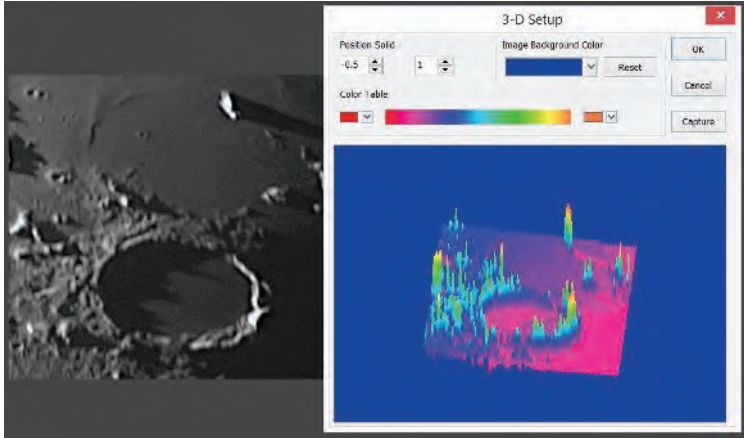 3-D Setup
Position Solid
-0.5
1
Image Background Color
Reset
OK
Cancel
Color Table
Capture